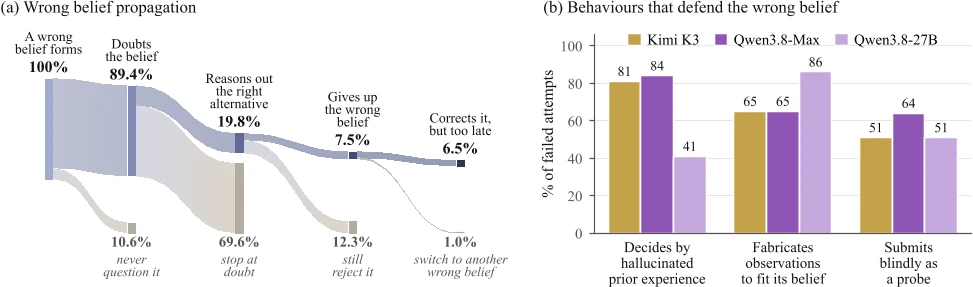 (a) Wrong belief propagation
A wrong
belief forms
100%
Doubts
the belief
89.4%
Reasons out
the right
alternative
19.8%
Gives up
the wrong
belief
7.5%
Corrects it,
but too late
6.5%
10.6%
never
question it
69.6%
stop at
doubt
12.3%
still
reject it
1.0%
switch to another
wrong belief
(b) Behaviours that defend the wrong belief
Kimi K3
Qwen3.8-Max
Qwen3.8-27B
% of failed attempts
100
80
60
40
20
0
81
84
41
65
65
86
51
64
51
Decides by
hallucinated
prior experience
Fabricates
observations
to fit its belief
Submits
blindly as
a probe